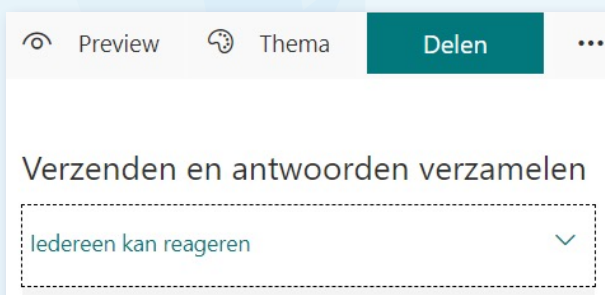 Preview Thema Delen ...
Verzenden en antwoorden verzamelen
Iedereen kan reageren